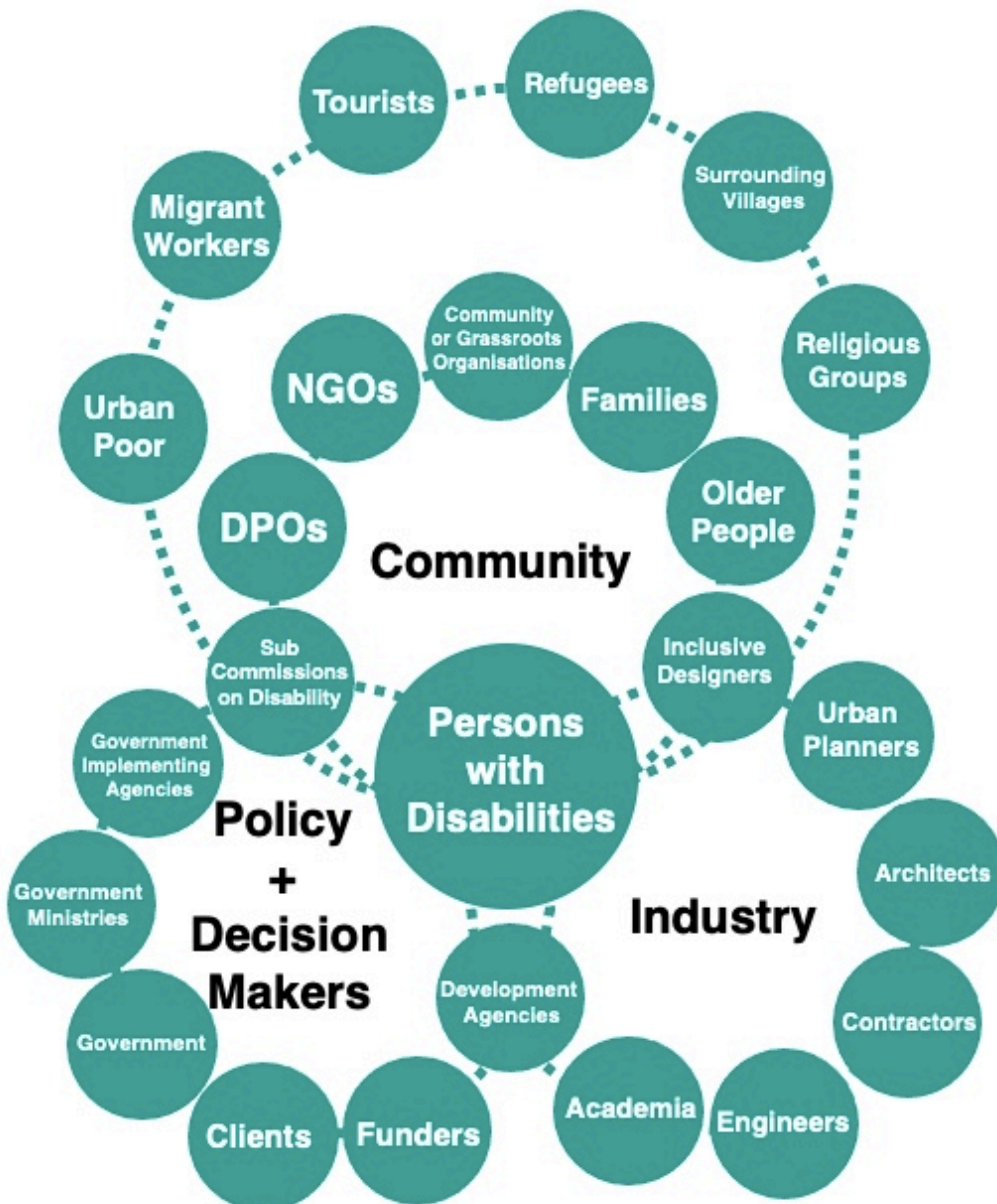 Tourists
Refugees
Surrounding
Villages
Migrant
Workers
Community
or Grassroots
Organisations
Religious
Groups
NGOs
Families
Urban
Poor
Older
People
DPOs
Community
Sub
Commissions
on Disability
Inclusive
Designers
Persons
with
Disabilities
Urban
Planners
Government
Implementing
Agencies
Policy
+
Decision
Makers
Architects
Government
Ministries
Industry
Development
Agencies
Contractors
Government
Clients
Funders
Academia
Engineers